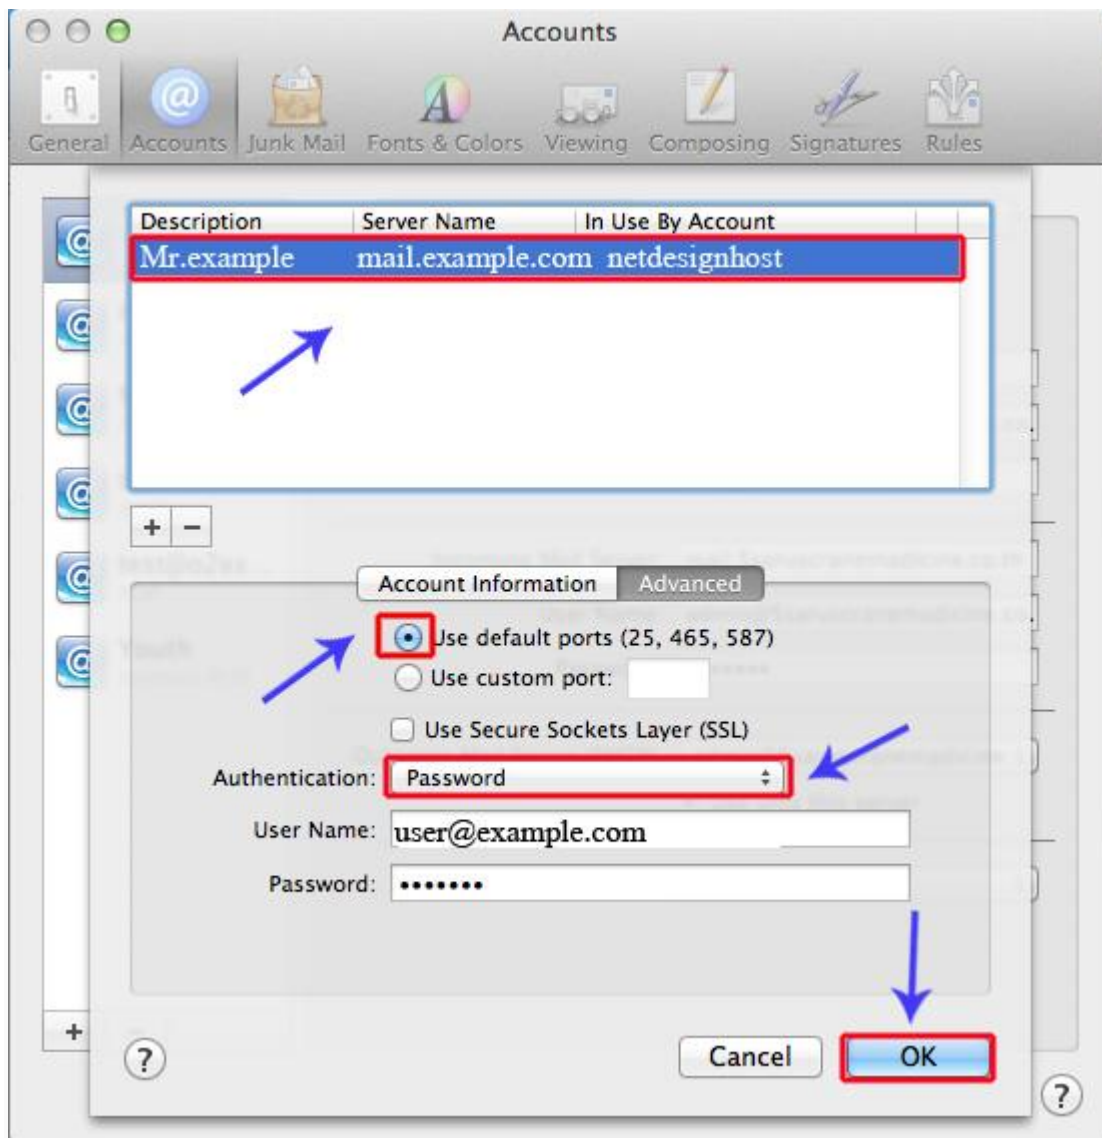 Accounts
General Accounts Junk Mail Fonts & Colors Viewing Composing Signatures Rules
Description Server Name In Use By Account
Mr.example mail.example.com netdesignhost
+ −
Account Information Advanced
Use default ports (25, 465, 587)
Use custom port:
Use Secure Sockets Layer (SSL)
Authentication: Password
User Name: user@example.com
Password: •••••••
Youth
+
? Cancel OK
?